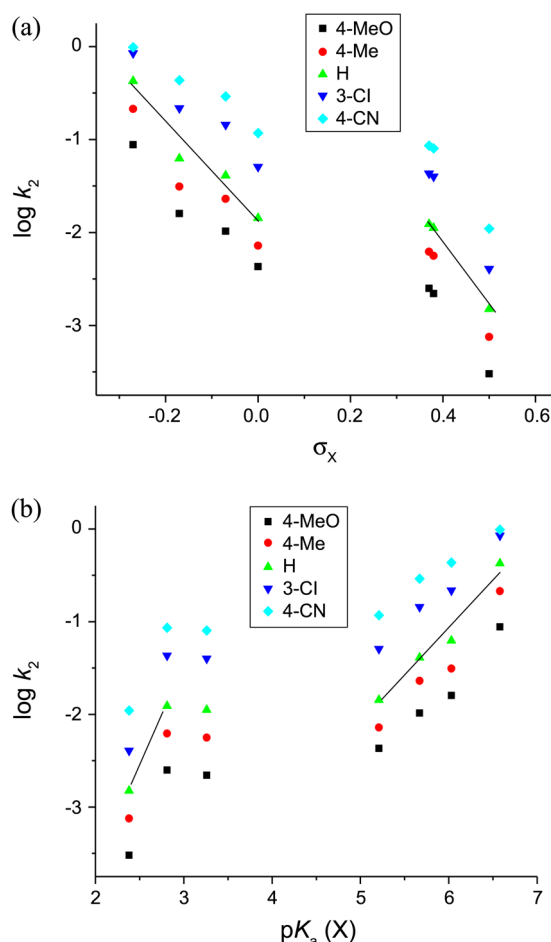 (a)
4-MeO
4-Me
H
3-Cl
4-CN
0
-1
-2
-3
log k₂
-0.2 0.0 0.2 0.4 0.6
σX
(b)
4-MeO
4-Me
H
3-Cl
4-CN
0
-1
-2
-3
log k₂
2 3 4 5 6 7
pKₐ (X)